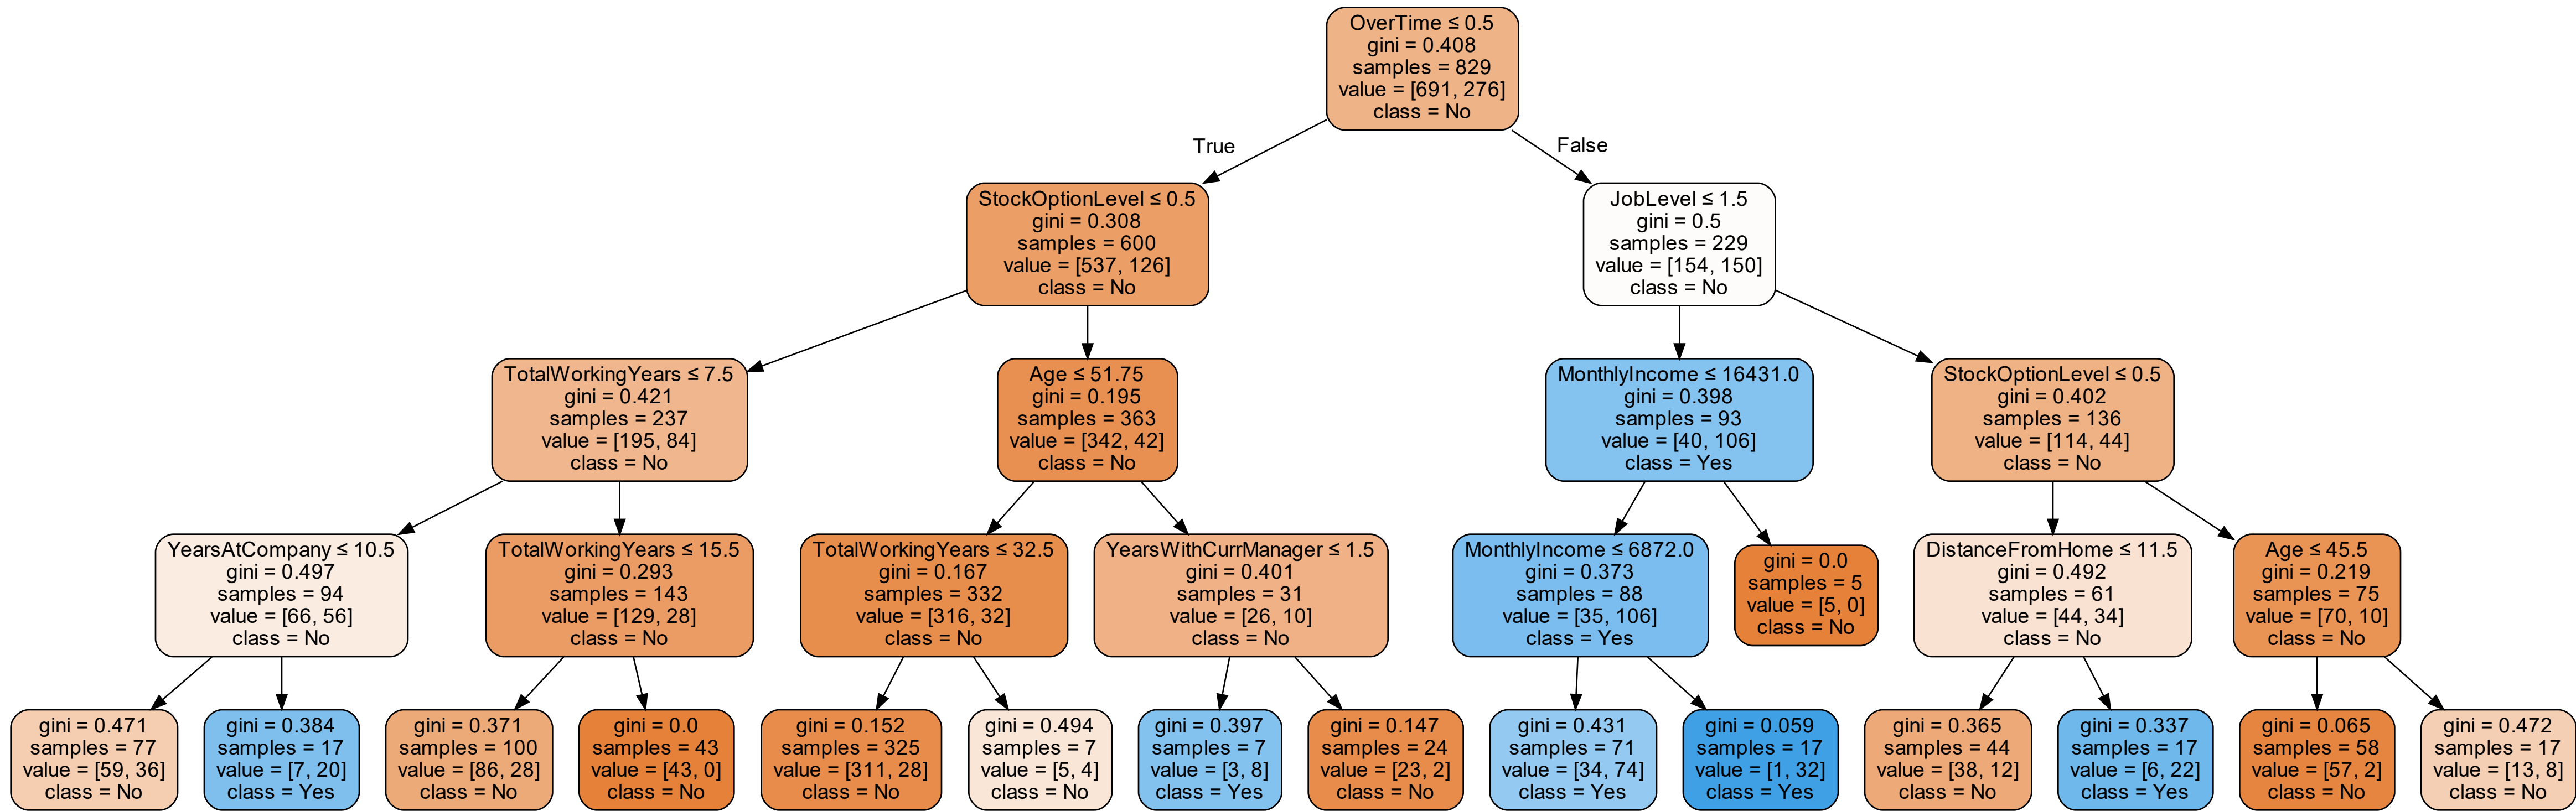 OverTime ≤ 0.5
gini = 0.408
samples = 829
value = [691, 276]
class = No
True
False
StockOptionLevel ≤ 0.5
gini = 0.308
samples = 600
value = [537, 126]
class = No
JobLevel ≤ 1.5
gini = 0.5
samples = 229
value = [154, 150]
class = No
TotalWorkingYears ≤ 7.5
gini = 0.421
samples = 237
value = [195, 84]
class = No
Age ≤ 51.75
gini = 0.195
samples = 363
value = [342, 42]
class = No
MonthlyIncome ≤ 16431.0
gini = 0.398
samples = 93
value = [40, 106]
class = Yes
StockOptionLevel ≤ 0.5
gini = 0.402
samples = 136
value = [114, 44]
class = No
YearsAtCompany ≤ 10.5
gini = 0.497
samples = 94
value = [66, 56]
class = No
TotalWorkingYears ≤ 15.5
gini = 0.293
samples = 143
value = [129, 28]
class = No
TotalWorkingYears ≤ 32.5
gini = 0.167
samples = 332
value = [316, 32]
class = No
YearsWithCurrManager ≤ 1.5
gini = 0.401
samples = 31
value = [26, 10]
class = No
MonthlyIncome ≤ 6872.0
gini = 0.373
samples = 88
value = [35, 106]
class = Yes
gini = 0.0
samples = 5
value = [5, 0]
class = No
DistanceFromHome ≤ 11.5
gini = 0.492
samples = 61
value = [44, 34]
class = No
Age ≤ 45.5
gini = 0.219
samples = 75
value = [70, 10]
class = No
gini = 0.471
samples = 77
value = [59, 36]
class = No
gini = 0.384
samples = 17
value = [7, 20]
class = Yes
gini = 0.371
samples = 100
value = [86, 28]
class = No
gini = 0.0
samples = 43
value = [43, 0]
class = No
gini = 0.152
samples = 325
value = [311, 28]
class = No
gini = 0.494
samples = 7
value = [5, 4]
class = No
gini = 0.397
samples = 7
value = [3, 8]
class = Yes
gini = 0.147
samples = 24
value = [23, 2]
class = No
gini = 0.431
samples = 71
value = [34, 74]
class = Yes
gini = 0.059
samples = 17
value = [1, 32]
class = Yes
gini = 0.365
samples = 44
value = [38, 12]
class = No
gini = 0.337
samples = 17
value = [6, 22]
class = Yes
gini = 0.065
samples = 58
value = [57, 2]
class = No
gini = 0.472
samples = 17
value = [13, 8]
class = No